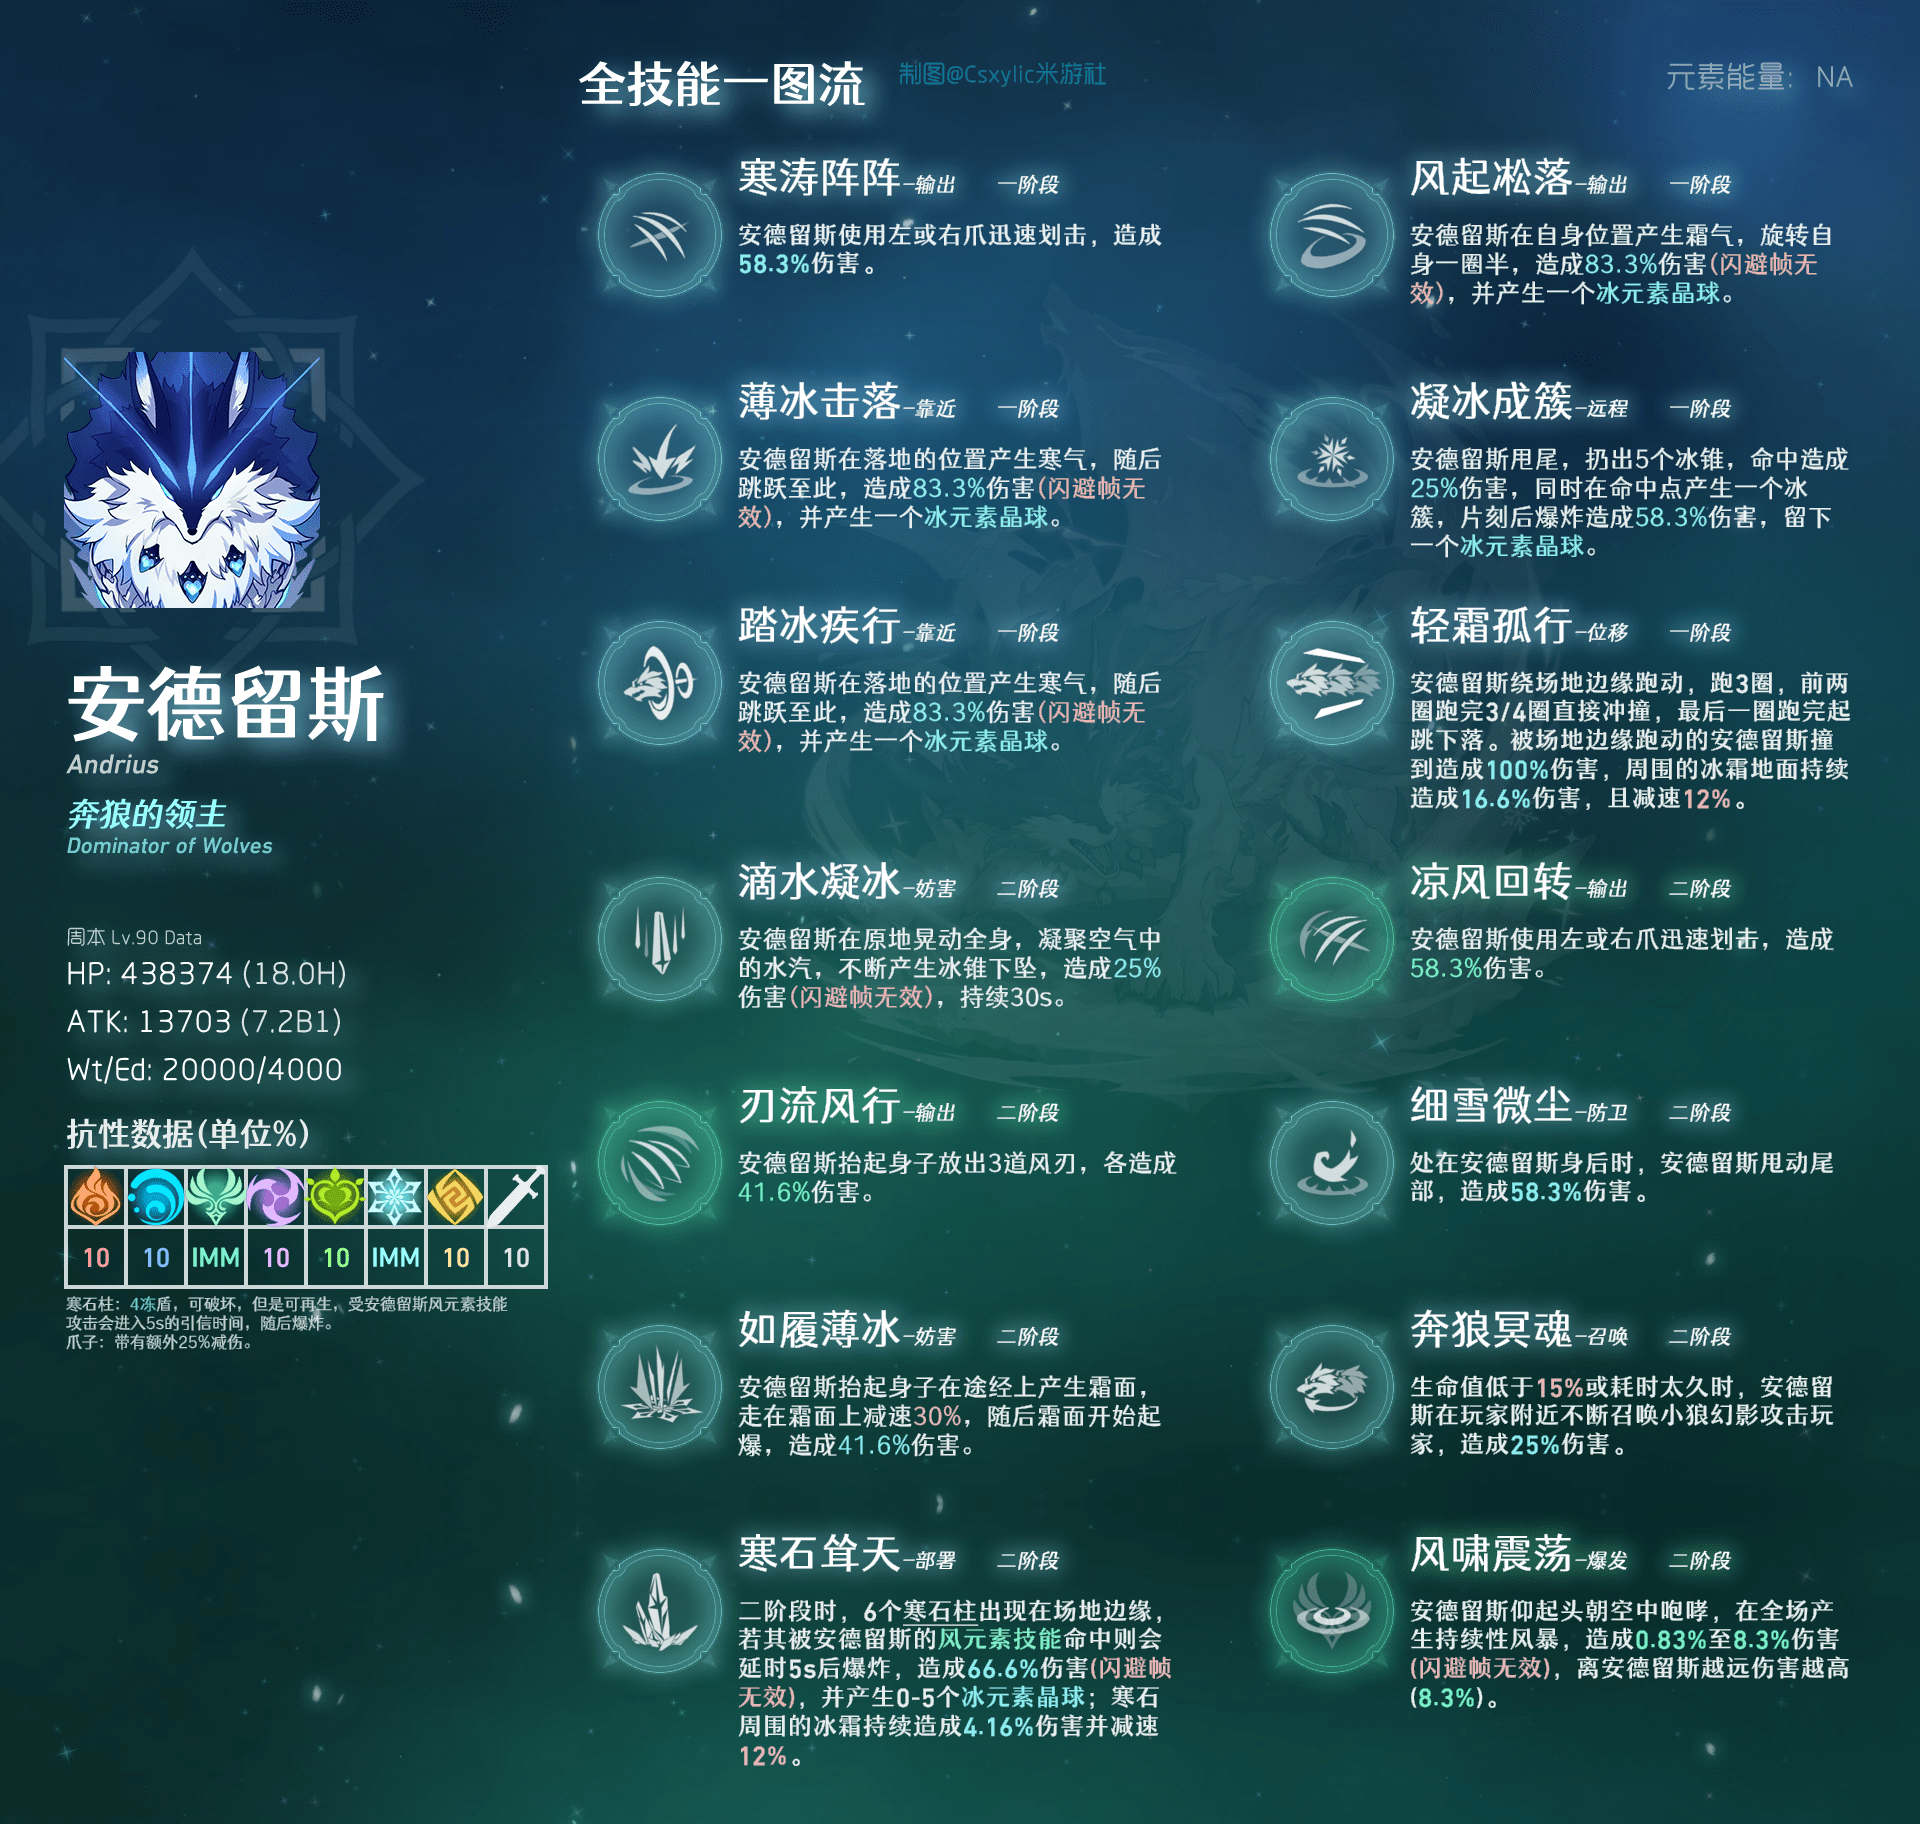 全技能一图流
制图@Csxylic米游社
元素能量： NA
安德留斯
Andrius
奔狼的领主
Dominator of Wolves
周本 Lv.90 Data
HP: 438374 (18.0H)
ATK: 13703 (7.2B1)
Wt/Ed: 20000/4000
抗性数据(单位%)
10 10 IMM 10 10 IMM 10 10
寒石柱：4冻盾，可破坏，但是可再生，受安德留斯风元素技能
攻击会进入5s的引信时间，随后爆炸。
爪子：带有额外25%减伤。
寒涛阵阵-输出 一阶段
安德留斯使用左或右爪迅速划击，造成
58.3%伤害。
风起凇落-输出 一阶段
安德留斯在自身位置产生霜气，旋转自
身一圈半，造成83.3%伤害(闪避帧无
效)，并产生一个冰元素晶球。
薄冰击落-靠近 一阶段
安德留斯在落地的位置产生寒气，随后
跳跃至此，造成83.3%伤害(闪避帧无
效)，并产生一个冰元素晶球。
凝冰成簇-远程 一阶段
安德留斯甩尾，扔出5个冰锥，命中造成
25%伤害，同时在命中点产生一个冰
簇，片刻后爆炸造成58.3%伤害，留下
一个冰元素晶球。
踏冰疾行-靠近 一阶段
安德留斯在落地的位置产生寒气，随后
跳跃至此，造成83.3%伤害(闪避帧无
效)，并产生一个冰元素晶球。
轻霜孤行-位移 一阶段
安德留斯绕场地边缘跑动，跑3圈，前两
圈跑完3/4圈直接冲撞，最后一圈跑完起
跳下落。被场地边缘跑动的安德留斯撞
到造成100%伤害，周围的冰霜地面持续
造成16.6%伤害，且减速12%。
滴水凝冰-妨害 二阶段
安德留斯在原地晃动全身，凝聚空气中
的水汽，不断产生冰锥下坠，造成25%
伤害(闪避帧无效)，持续30s。
凉风回转-输出 二阶段
安德留斯使用左或右爪迅速划击，造成
58.3%伤害。
刃流风行-输出 二阶段
安德留斯抬起身子放出3道风刃，各造成
41.6%伤害。
细雪微尘-防卫 二阶段
处在安德留斯身后时，安德留斯甩动尾
部，造成58.3%伤害。
如履薄冰-妨害 二阶段
安德留斯抬起身子在途经上产生霜面，
走在霜面上减速30%，随后霜面开始起
爆，造成41.6%伤害。
奔狼冥魂-召唤 二阶段
生命值低于15%或耗时太久时，安德留
斯在玩家附近不断召唤小狼幻影攻击玩
家，造成25%伤害。
寒石耸天-部署 二阶段
二阶段时，6个寒石柱出现在场地边缘，
若其被安德留斯的风元素技能命中则会
延时5s后爆炸，造成66.6%伤害(闪避帧
无效)，并产生0-5个冰元素晶球；寒石
周围的冰霜持续造成4.16%伤害并减速
12%。
风啸震荡-爆发 二阶段
安德留斯仰起头朝空中咆哮，在全场产
生持续性风暴，造成0.83%至8.3%伤害
(闪避帧无效)，离安德留斯越远伤害越高
(8.3%)。